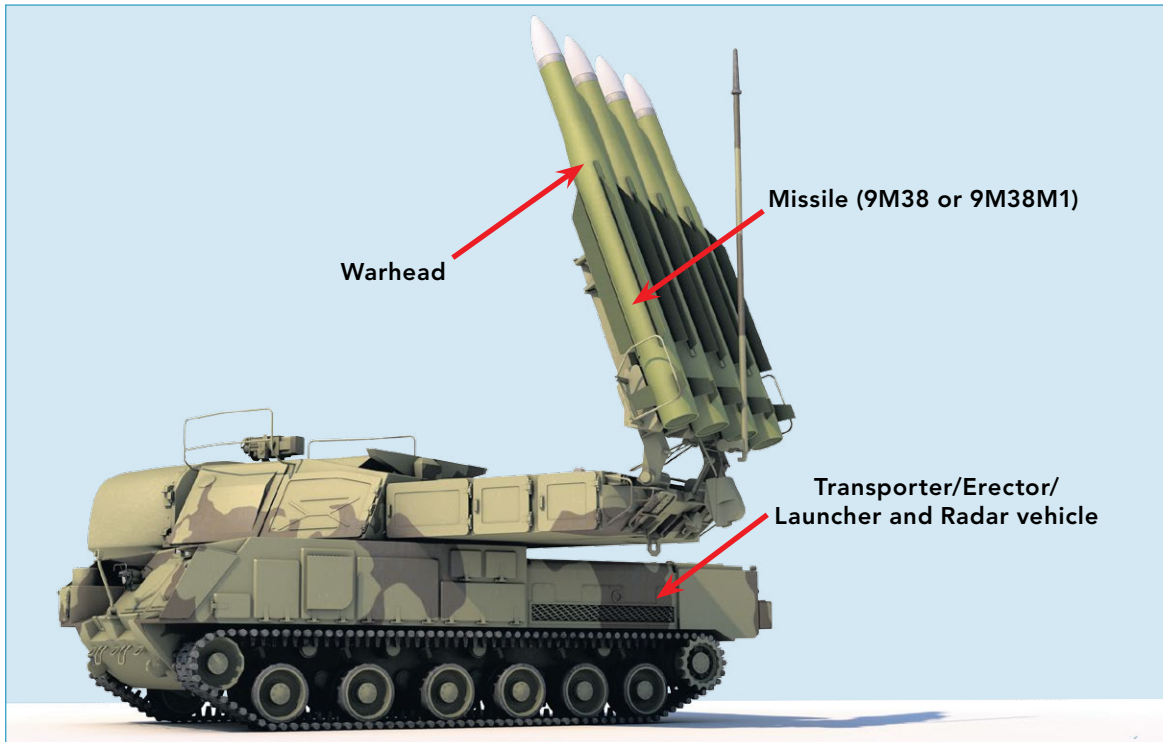 Missile (9M38 or 9M38M1)
Warhead
Transporter/Erector/
Launcher and Radar vehicle